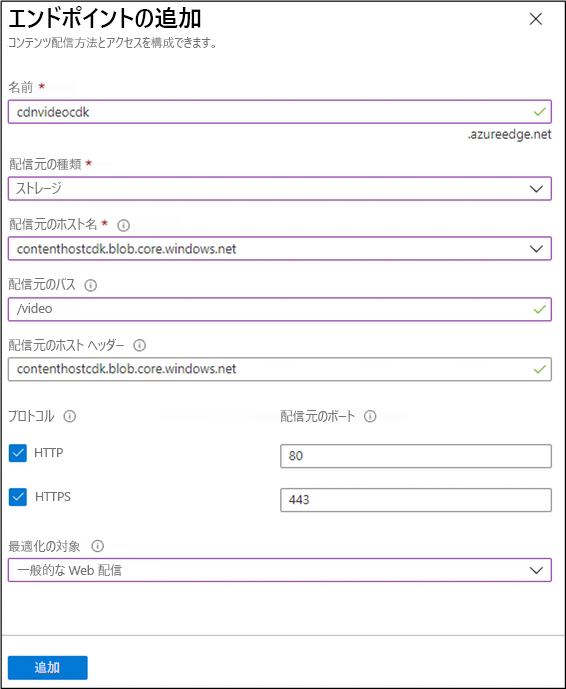 エンドポイントの追加
コンテンツ配信方法とアクセスを構成できます。
名前 *
cdnvideocdk
.azureedge.net
配信元の種類 *
ストレージ
配信元のホスト名 *
contenthostcdk.blob.core.windows.net
配信元のパス
/video
配信元のホスト ヘッダー
contenthostcdk.blob.core.windows.net
プロトコル 配信元のポート
HTTP 80
HTTPS 443
最適化の対象
一般的な Web 配信
追加